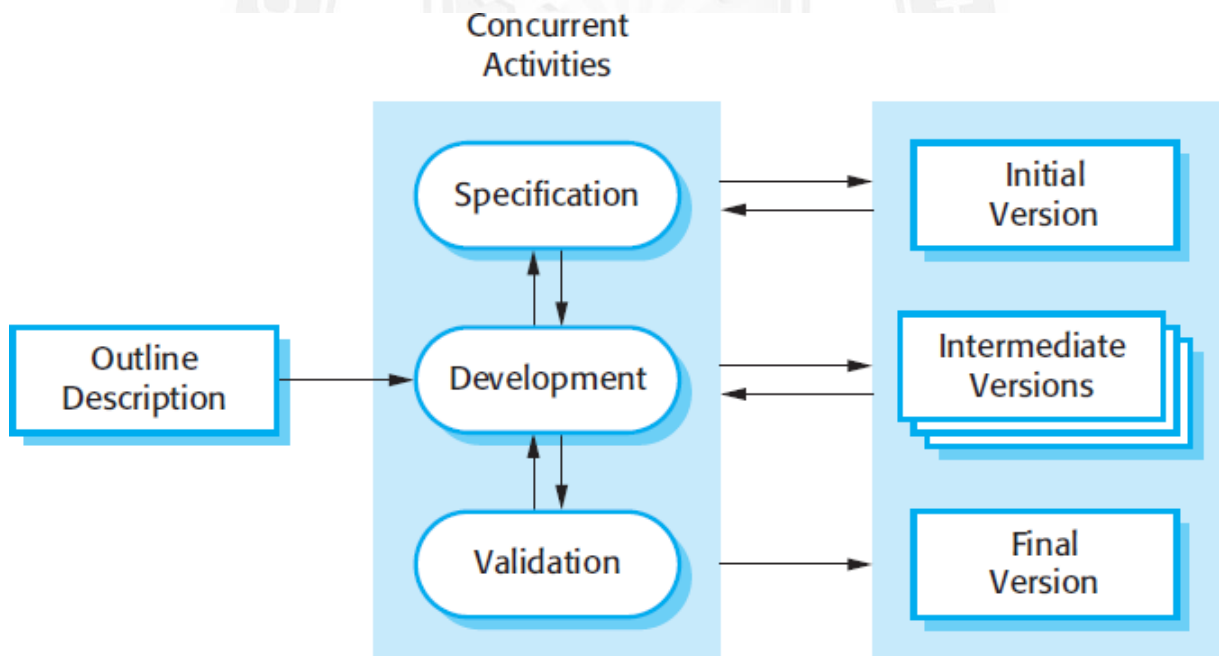 Concurrent
Activities
Specification
Initial
Version
Outline
Description
Development
Intermediate
Versions
Validation
Final
Version